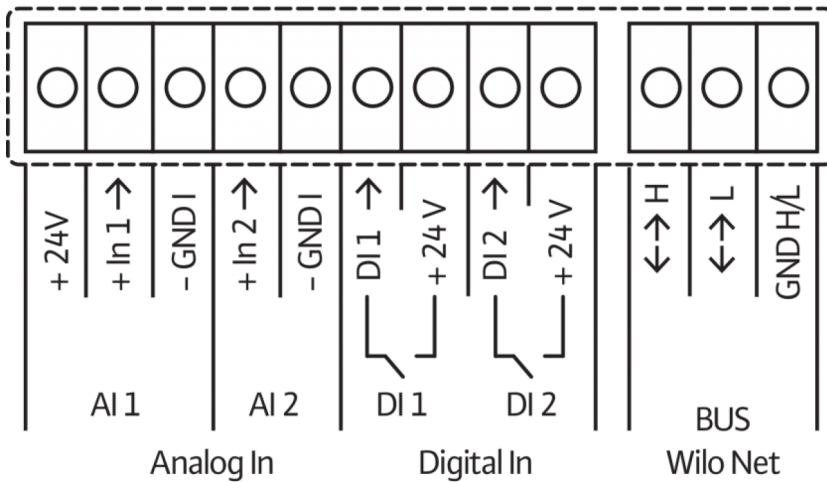 + 24V
+ In 1 →
– GND I
+ In 2 →
– GND I
DI 1 →
+ 24 V
DI 2 →
+ 24 V
↔ H
↔ L
GND H/L
AI 1
AI 2
DI 1
DI 2
BUS
Analog In
Digital In
Wilo Net